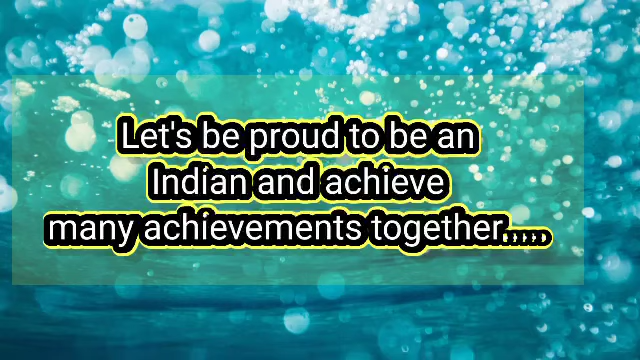 Let's be proud to be an
Indian and achieve
many achievements together.....